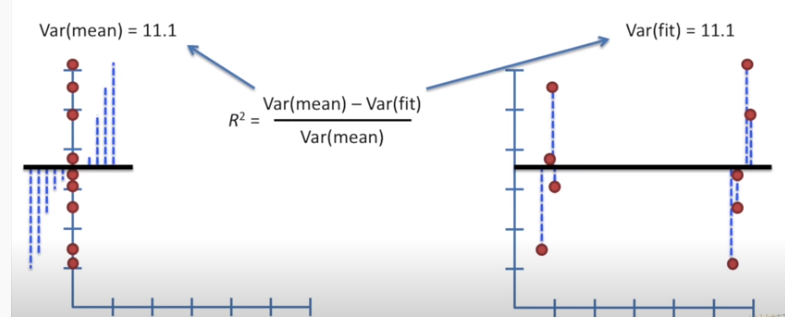 Var(mean) = 11.1
Var(fit) = 11.1
R² = Var(mean) – Var(fit)
Var(mean)